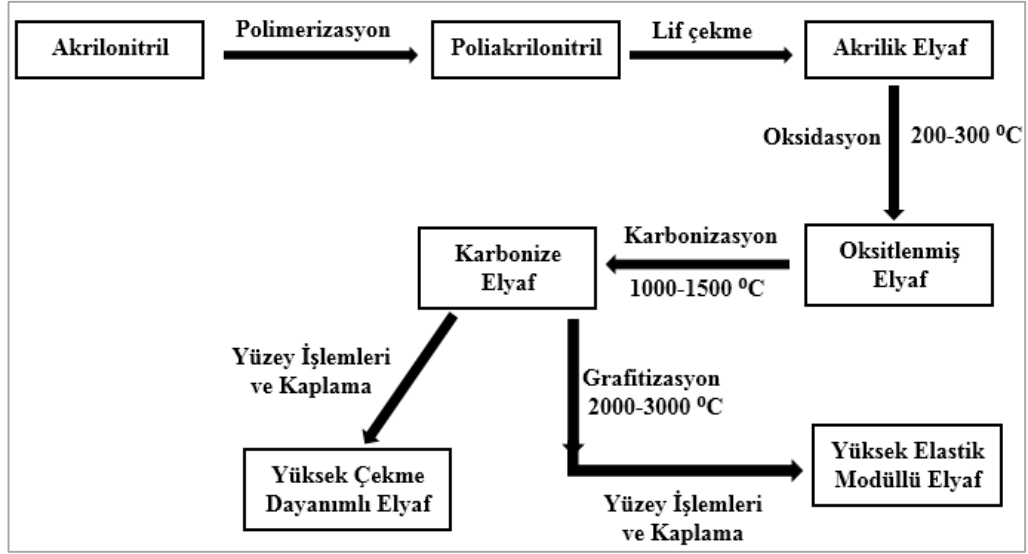 Akrilonitril
Polimerizasyon
Poliakrilonitril
Lif çekme
Akrilik Elyaf
Oksidasyon
200-300 ⁰C
Oksitlenmiş
Elyaf
Karbonizasyon
1000-1500 ⁰C
Karbonize
Elyaf
Yüzey İşlemleri
ve Kaplama
Yüksek Çekme
Dayanımlı Elyaf
Grafitizasyon
2000-3000 ⁰C
Yüzey İşlemleri
ve Kaplama
Yüksek Elastik
Modüllü Elyaf